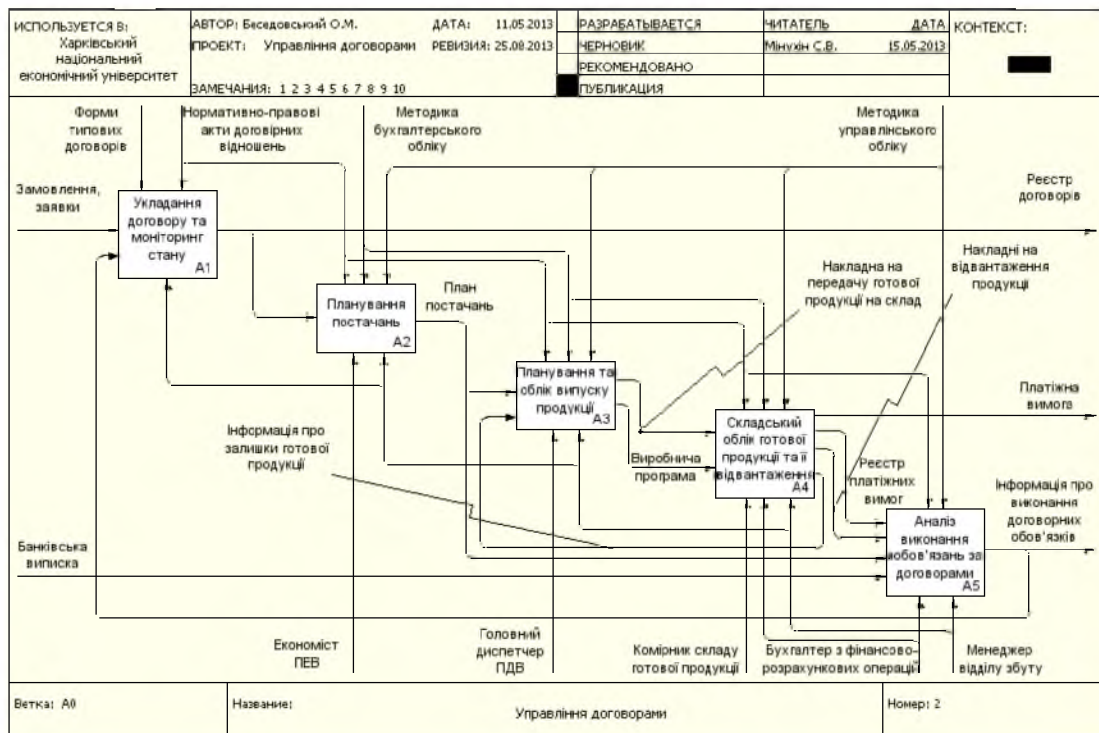 ИСПОЛЬЗУЕТСЯ В:
Харківський
національний
економічний університет
АВТОР: Беседовський О.М.
ДАТА: 11.05.2013
ПРОЕКТ: Управління договорами
РЕВИЗИЯ: 25.08.2013
ЗАМЕЧАНИЯ: 1 2 3 4 5 6 7 8 9 10
РАЗРАБАТЫВАЕТСЯ
ЧЕРНОВИК
РЕКОМЕНДОВАНО
ПУБЛИКАЦИЯ
ЧИТАТЕЛЬ
ДАТА
Мінухін С.В.
15.05.2013
КОНТЕКСТ:
Форми
типових
договорів
Нормативно-правові
акти договірних
відношень
Методика
бухгалтерського
обліку
Методика
управлінського
обліку
Замовлення,
заявки
Укладання
договору та
моніторинг
стану
A1
Реєстр
договорів
Планування
постачань
A2
План
постачань
Накладна на
передачу готової
продукції на склад
Накладні на
відвантаження
продукції
Планування та
облік випуску
продукції
A3
Платіжна
вимога
Складський
облік готової
продукції та її
відвантаження
A4
Інформація про
залишки готової
продукції
Виробнича
програма
Реєстр
платіжних
вимог
Інформація про
виконання
договорних
обов'язків
Аналіз
виконання
зобов'язань за
договорами
A5
Банківська
виписка
Економіст
ПЕВ
Головний
диспетчер
ПДВ
Комірник складу
готової продукції
Бухгалтер з фінансово-
розрахункових операції
Менеджер
відділу збуту
Ветка: A0
Название:
Управління договорами
Номер: 2